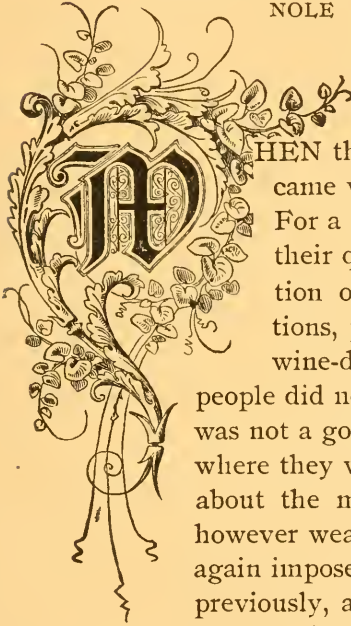 NOLE
WHEN th
came
For a
their
tion o
tions,
wine-d
people did n
was not a go
where they
about the m
however wea
again impose
previously, a